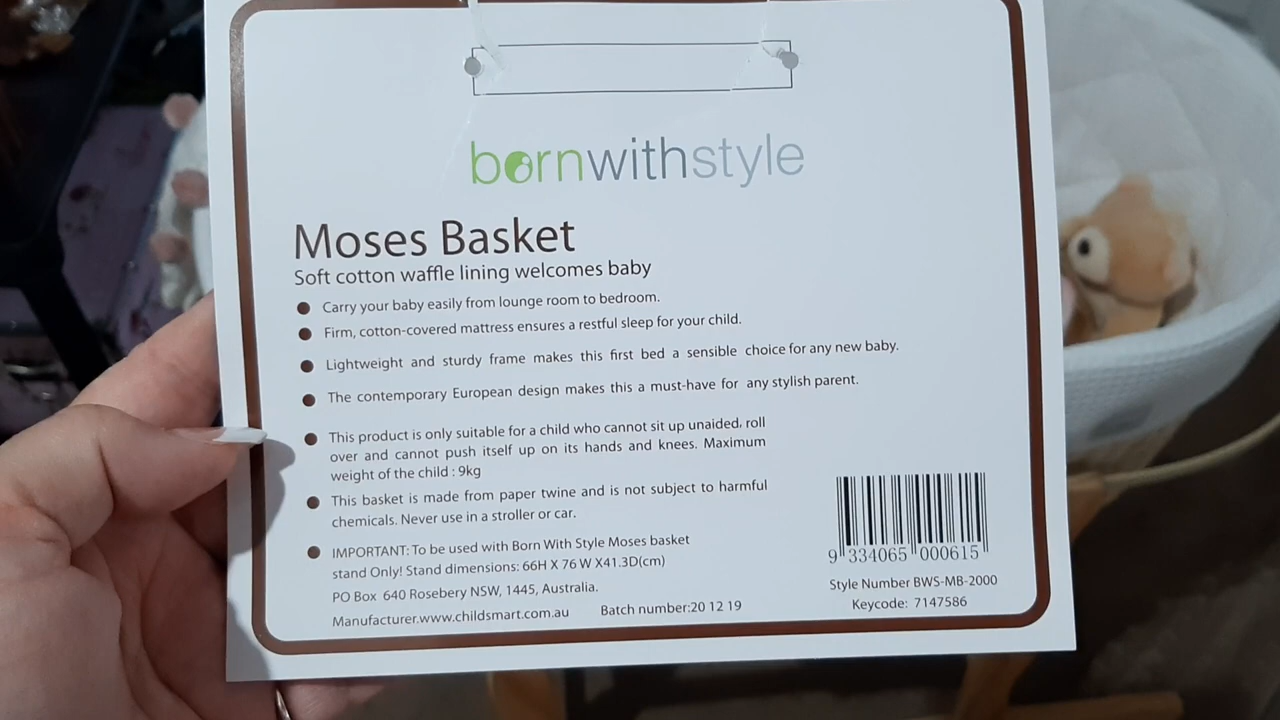 bornwithstyle
Moses Basket
Soft cotton waffle lining welcomes baby
Carry your baby easily from lounge room to bedroom.
Firm, cotton-covered mattress ensures a restful sleep for your child.
Lightweight and sturdy frame makes this first bed a sensible choice for any new baby.
The contemporary European design makes this a must-have for any stylish parent.
This product is only suitable for a child who cannot sit up unaided, roll
over and cannot push itself up on its hands and knees. Maximum
weight of the child : 9kg
This basket is made from paper twine and is not subject to harmful
chemicals. Never use in a stroller or car.
IMPORTANT: To be used with Born With Style Moses basket
stand Only! Stand dimensions: 66H X 76 W X41.3D(cm)
PO Box 640 Rosebery NSW, 1445, Australia.
Manufacturer.www.childsmart.com.au Batch number:20 12 19
9 334065 000615
Style Number BWS-MB-2000
Keycode: 7147586